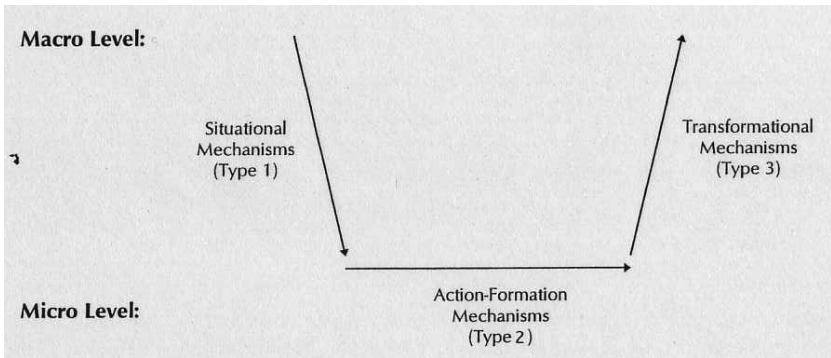 Macro Level:
Situational
Mechanisms
(Type 1)
Transformational
Mechanisms
(Type 3)
Action-Formation
Mechanisms
(Type 2)
Micro Level: